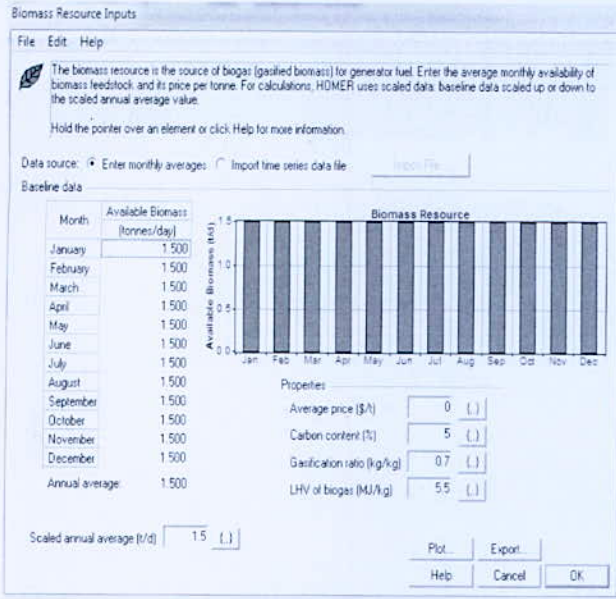 Biomass Resource Inputs
File Edit Help
The biomass resource is the source of biogas (gasified biomass) for generator fuel. Enter the average monthly availability of
biomass feedstock and its price per tonne. For calculations, HOMER uses scaled data: baseline data scaled up or down to
the scaled annual average value.
Hold the pointer over an element or click Help for more information.
Data source: Enter monthly averages Import time series data file Import File...
Baseline data
Month Available Biomass
(tonnes/day)
January 1.500
February 1.500
March 1.500
April 1.500
May 1.500
June 1.500
July 1.500
August 1.500
September 1.500
October 1.500
November 1.500
December 1.500
Annual average: 1.500
Scaled annual average (t/d) 1.5 {..}
Biomass Resource
Available Biomass (t/d)
1.5
1.0
0.5
0.0
Jan Feb Mar Apr May Jun Jul Aug Sep Oct Nov Dec
Properties
Average price ($/t) 0 {..}
Carbon content (%) 5 {..}
Gasification ratio (kg/kg) 0.7 {..}
LHV of biogas (MJ/kg) 5.5 {..}
Plot... Export...
Help Cancel OK